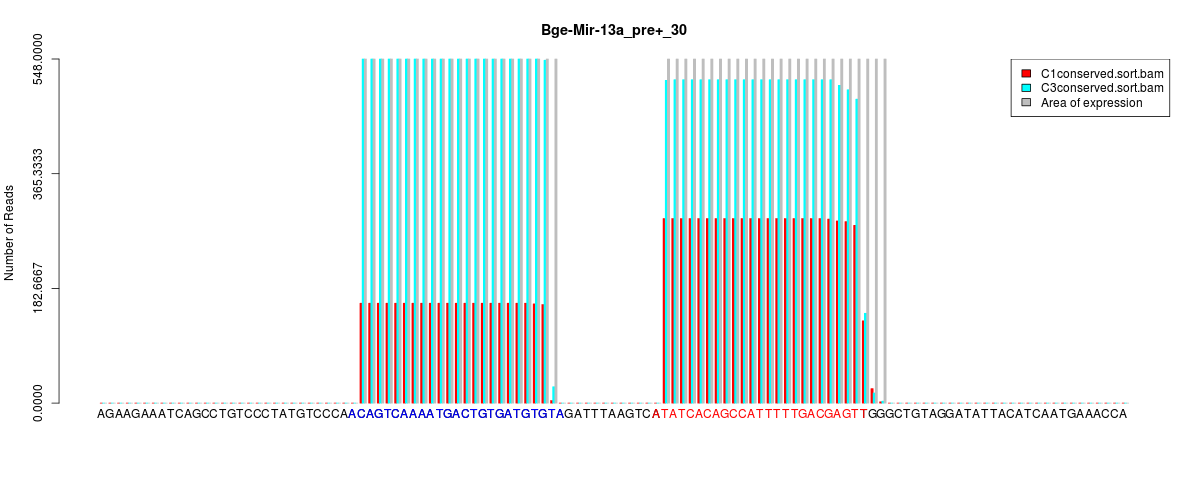 Bge-Mir-13a_pre+_30
548.0000
365.3333
182.6667
0.0000
Number of Reads
C1conserved.sort.bam
C3conserved.sort.bam
Area of expression
AGAAGAAATCAGCCTGTCCCTATGTCCCAACAGTCAAAATGACTGTGATGTGTAGATTTAAGTCATATCACAGCCATTTTTGACGAGTTGGGCTGTAGGATATTACATCAATGAAACCA